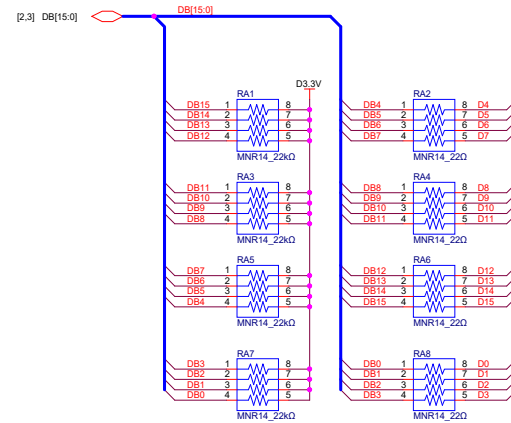 [2,3] DB[15:0] DB[15:0]
D3.3V
RA1 RA2
DB15 1 8 DB4 1 8 D4
DB14 2 7 DB5 2 7 D5
DB13 3 6 DB6 3 6 D6
DB12 4 5 DB7 4 5 D7
MNR14_22kΩ MNR14_22Ω
RA3 RA4
DB11 1 8 DB8 1 8 D8
DB10 2 7 DB9 2 7 D9
DB9 3 6 DB10 3 6 D10
DB8 4 5 DB11 4 5 D11
MNR14_22kΩ MNR14_22Ω
RA5 RA6
DB7 1 8 DB12 1 8 D12
DB6 2 7 DB13 2 7 D13
DB5 3 6 DB14 3 6 D14
DB4 4 5 DB15 4 5 D15
MNR14_22kΩ MNR14_22Ω
RA7 RA8
DB3 1 8 DB0 1 8 D0
DB2 2 7 DB1 2 7 D1
DB1 3 6 DB2 3 6 D2
DB0 4 5 DB3 4 5 D3
MNR14_22kΩ MNR14_22Ω